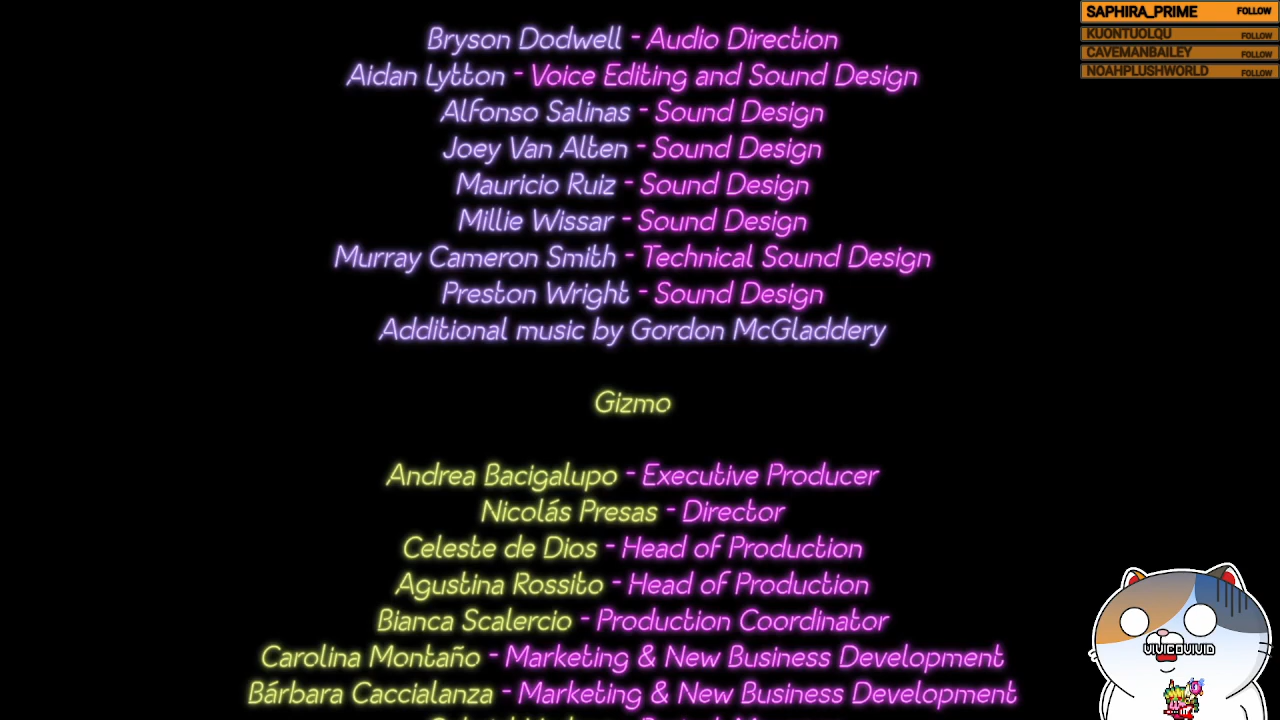 Bryson Dodwell - Audio Direction
Aidan Lytton - Voice Editing and Sound Design
Alfonso Salinas - Sound Design
Joey Van Alten - Sound Design
Mauricio Ruiz - Sound Design
Millie Wissar - Sound Design
Murray Cameron Smith - Technical Sound Design
Preston Wright - Sound Design
Additional music by Gordon McGladdery
Gizmo
Andrea Bacigalupo - Executive Producer
Nicolás Presas - Director
Celeste de Dios - Head of Production
Agustina Rossito - Head of Production
Bianca Scalercio - Production Coordinator
Carolina Montaño - Marketing & New Business Development
Bárbara Caccialanza - Marketing & New Business Development
SAPHIRA_PRIME FOLLOW
KUONTUOLQU FOLLOW
CAVEMANBAILEY FOLLOW
NOAHPLUSHWORLD FOLLOW
VIVICOVIVID